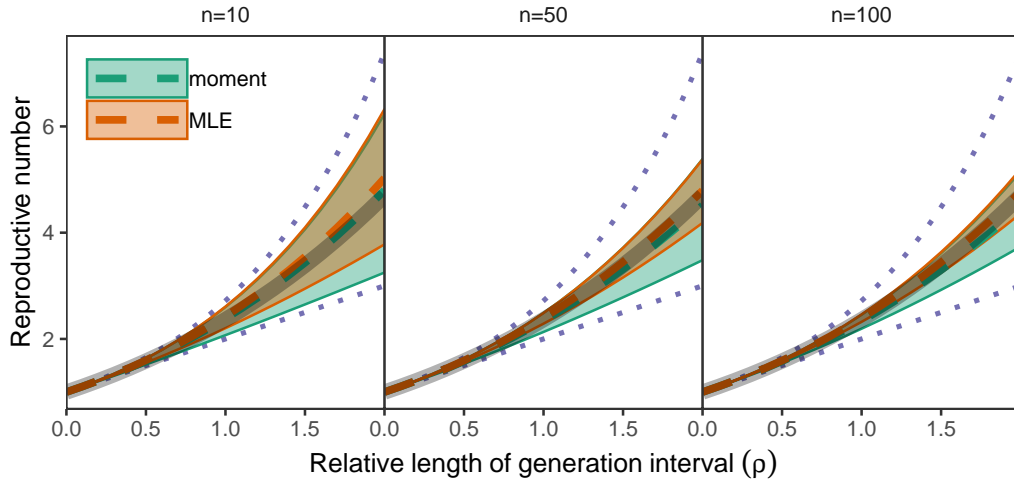 n=10 n=50 n=100
moment
MLE
Reproductive number
6
4
2
0.0 0.5 1.0 1.5 0.0 0.5 1.0 1.5 0.0 0.5 1.0 1.5
Relative length of generation interval (ρ)